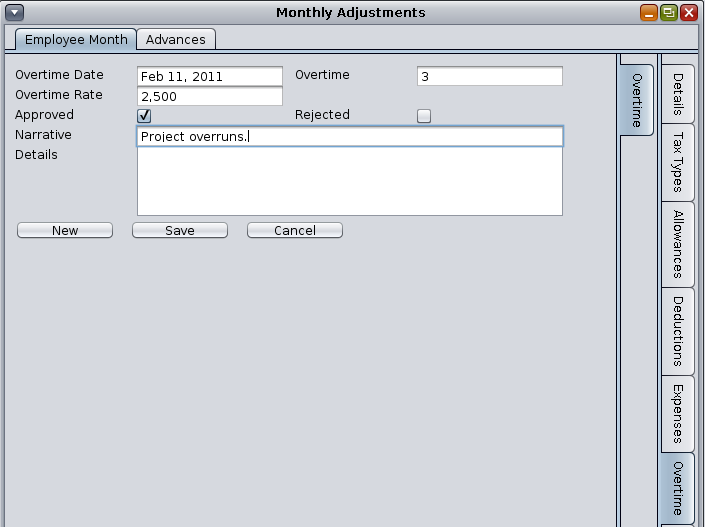 Monthly Adjustments
Employee Month Advances
Overtime Date Feb 11, 2011 Overtime 3
Overtime Rate 2,500
Approved Rejected
Narrative Project overruns.
Details
New Save Cancel
Overtime
Details
Tax Types
Allowances
Deductions
Expenses
Overtime